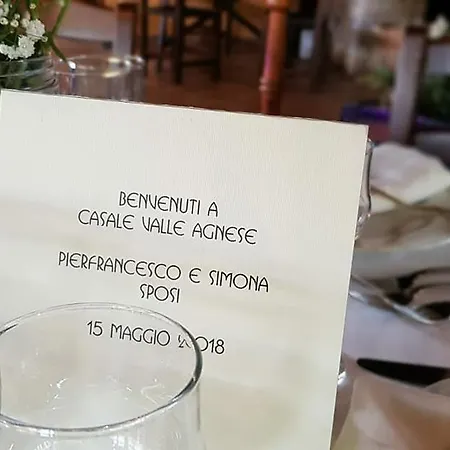 BENVENUTI A
CASALE VALLE AGNESE
PIERFRANCESCO E SIMONA
SPOSI
15 MAGGIO 2018